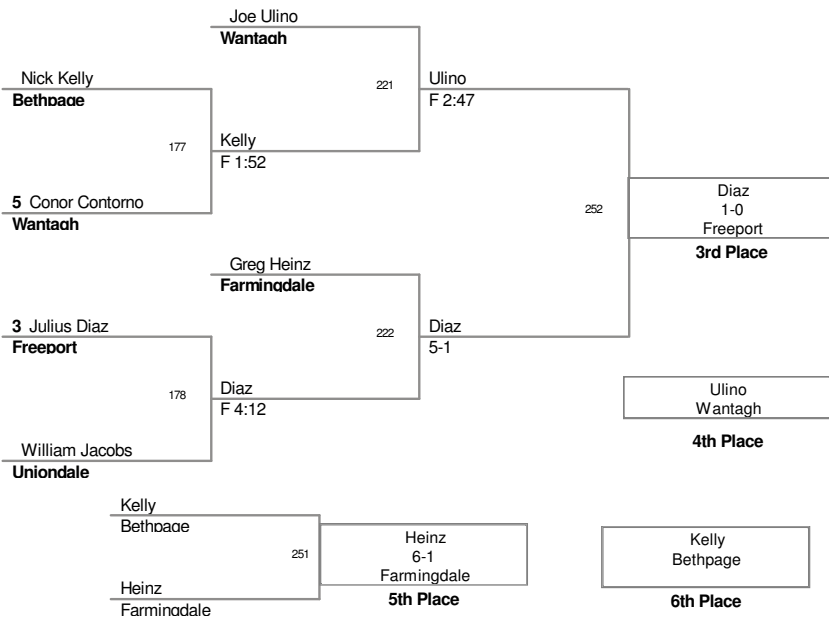 Joe Ulino
Wantagh
Nick Kelly
Bethpage
221
Ulino
F 2:47
177
Kelly
F 1:52
5 Conor Contorno
Wantagh
252
Diaz
1-0
Freeport
3rd Place
Greg Heinz
Farmingdale
3 Julius Diaz
Freeport
222
Diaz
5-1
178
Diaz
F 4:12
Ulino
Wantagh
4th Place
William Jacobs
Uniondale
Kelly
Bethpage
251
Heinz
6-1
Farmingdale
5th Place
Kelly
Bethpage
6th Place
Heinz
Farmingdale